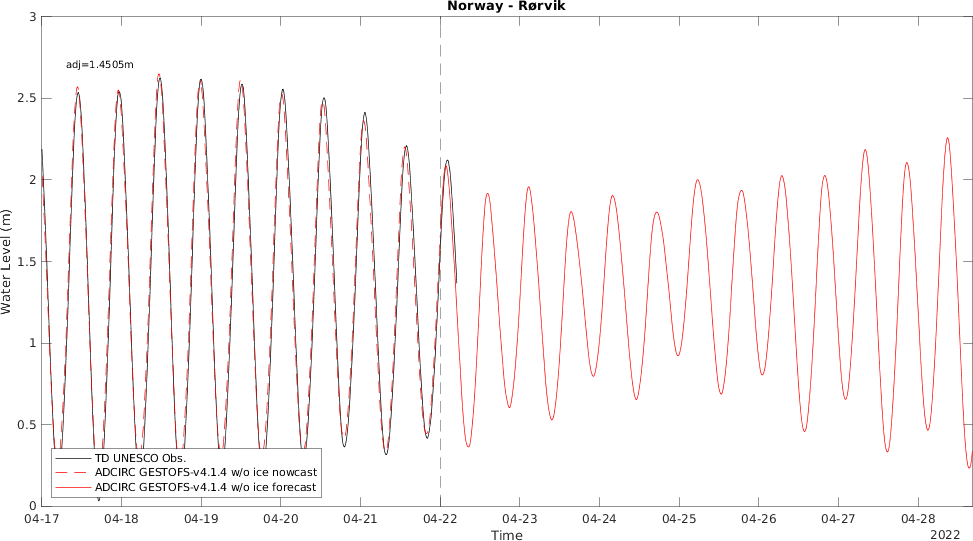 Norway - Rørvik
adj=1.4505m
Water Level (m)
3
2.5
2
1.5
1
0.5
0
TD UNESCO Obs.
ADCIRC GESTOFS-v4.1.4 w/o ice nowcast
ADCIRC GESTOFS-v4.1.4 w/o ice forecast
04-17 04-18 04-19 04-20 04-21 04-22 04-23 04-24 04-25 04-26 04-27 04-28
2022
Time